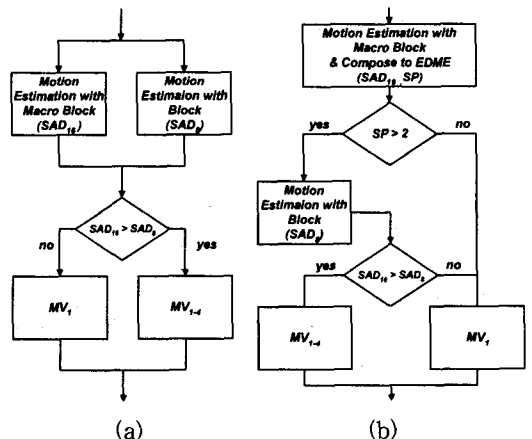 Motion
Estimation with
Macro Block
(SAD16)
Motion
Estimaion with
Block
(SAD8)
SAD16 > SAD8
no
yes
MV1
MV1-4
(a)
Motion Estimation with
Macro Block
& Compose to EDME
(SAD16, SP)
yes
SP > 2
no
Motion
Estimaion with
Block
(SAD8)
yes
SAD16 > SAD8
no
MV1-4
MV1
(b)